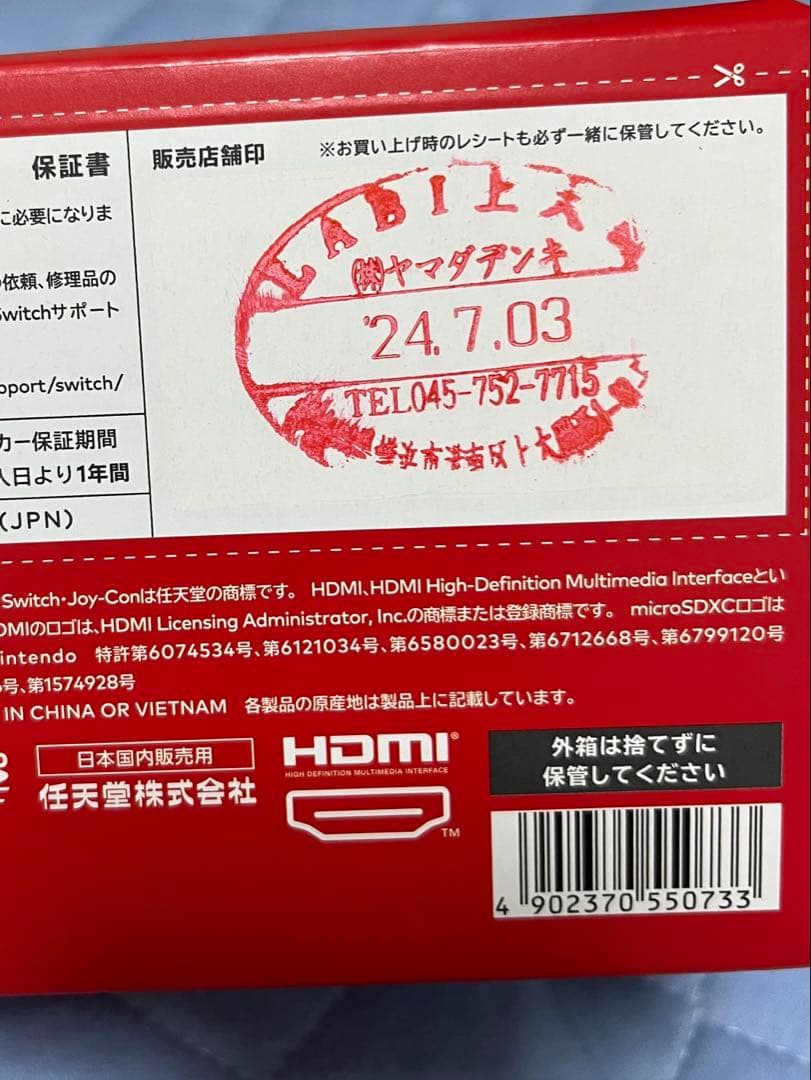 保証書
に必要になりま
の依頼、修理品の
Switchサポート
pport/switch/
カー保証期間
入日より1年間
(JPN)
販売店舗印
※お買い上げ時のレシートも必ず一緒に保管してください。
LABI上大
㈱ヤマダデンキ
'24.7.03
TEL045-752-7715
Switch・Joy-Conは任天堂の商標です。 HDMI、HDMI High-Definition Multimedia Interfaceとい
DMIのロゴは、HDMI Licensing Administrator, Inc.の商標または登録商標です。 microSDXCロゴは
intendo 特許第6074534号、第6121034号、第6580023号、第6712668号、第6799120号
号、第1574928号
IN CHINA OR VIETNAM 各製品の原産地は製品上に記載しています。
日本国内販売用
任天堂株式会社
HDMI®
HIGH DEFINITION MULTIMEDIA INTERFACE
TM
外箱は捨てずに
保管してください
4 902370 550733